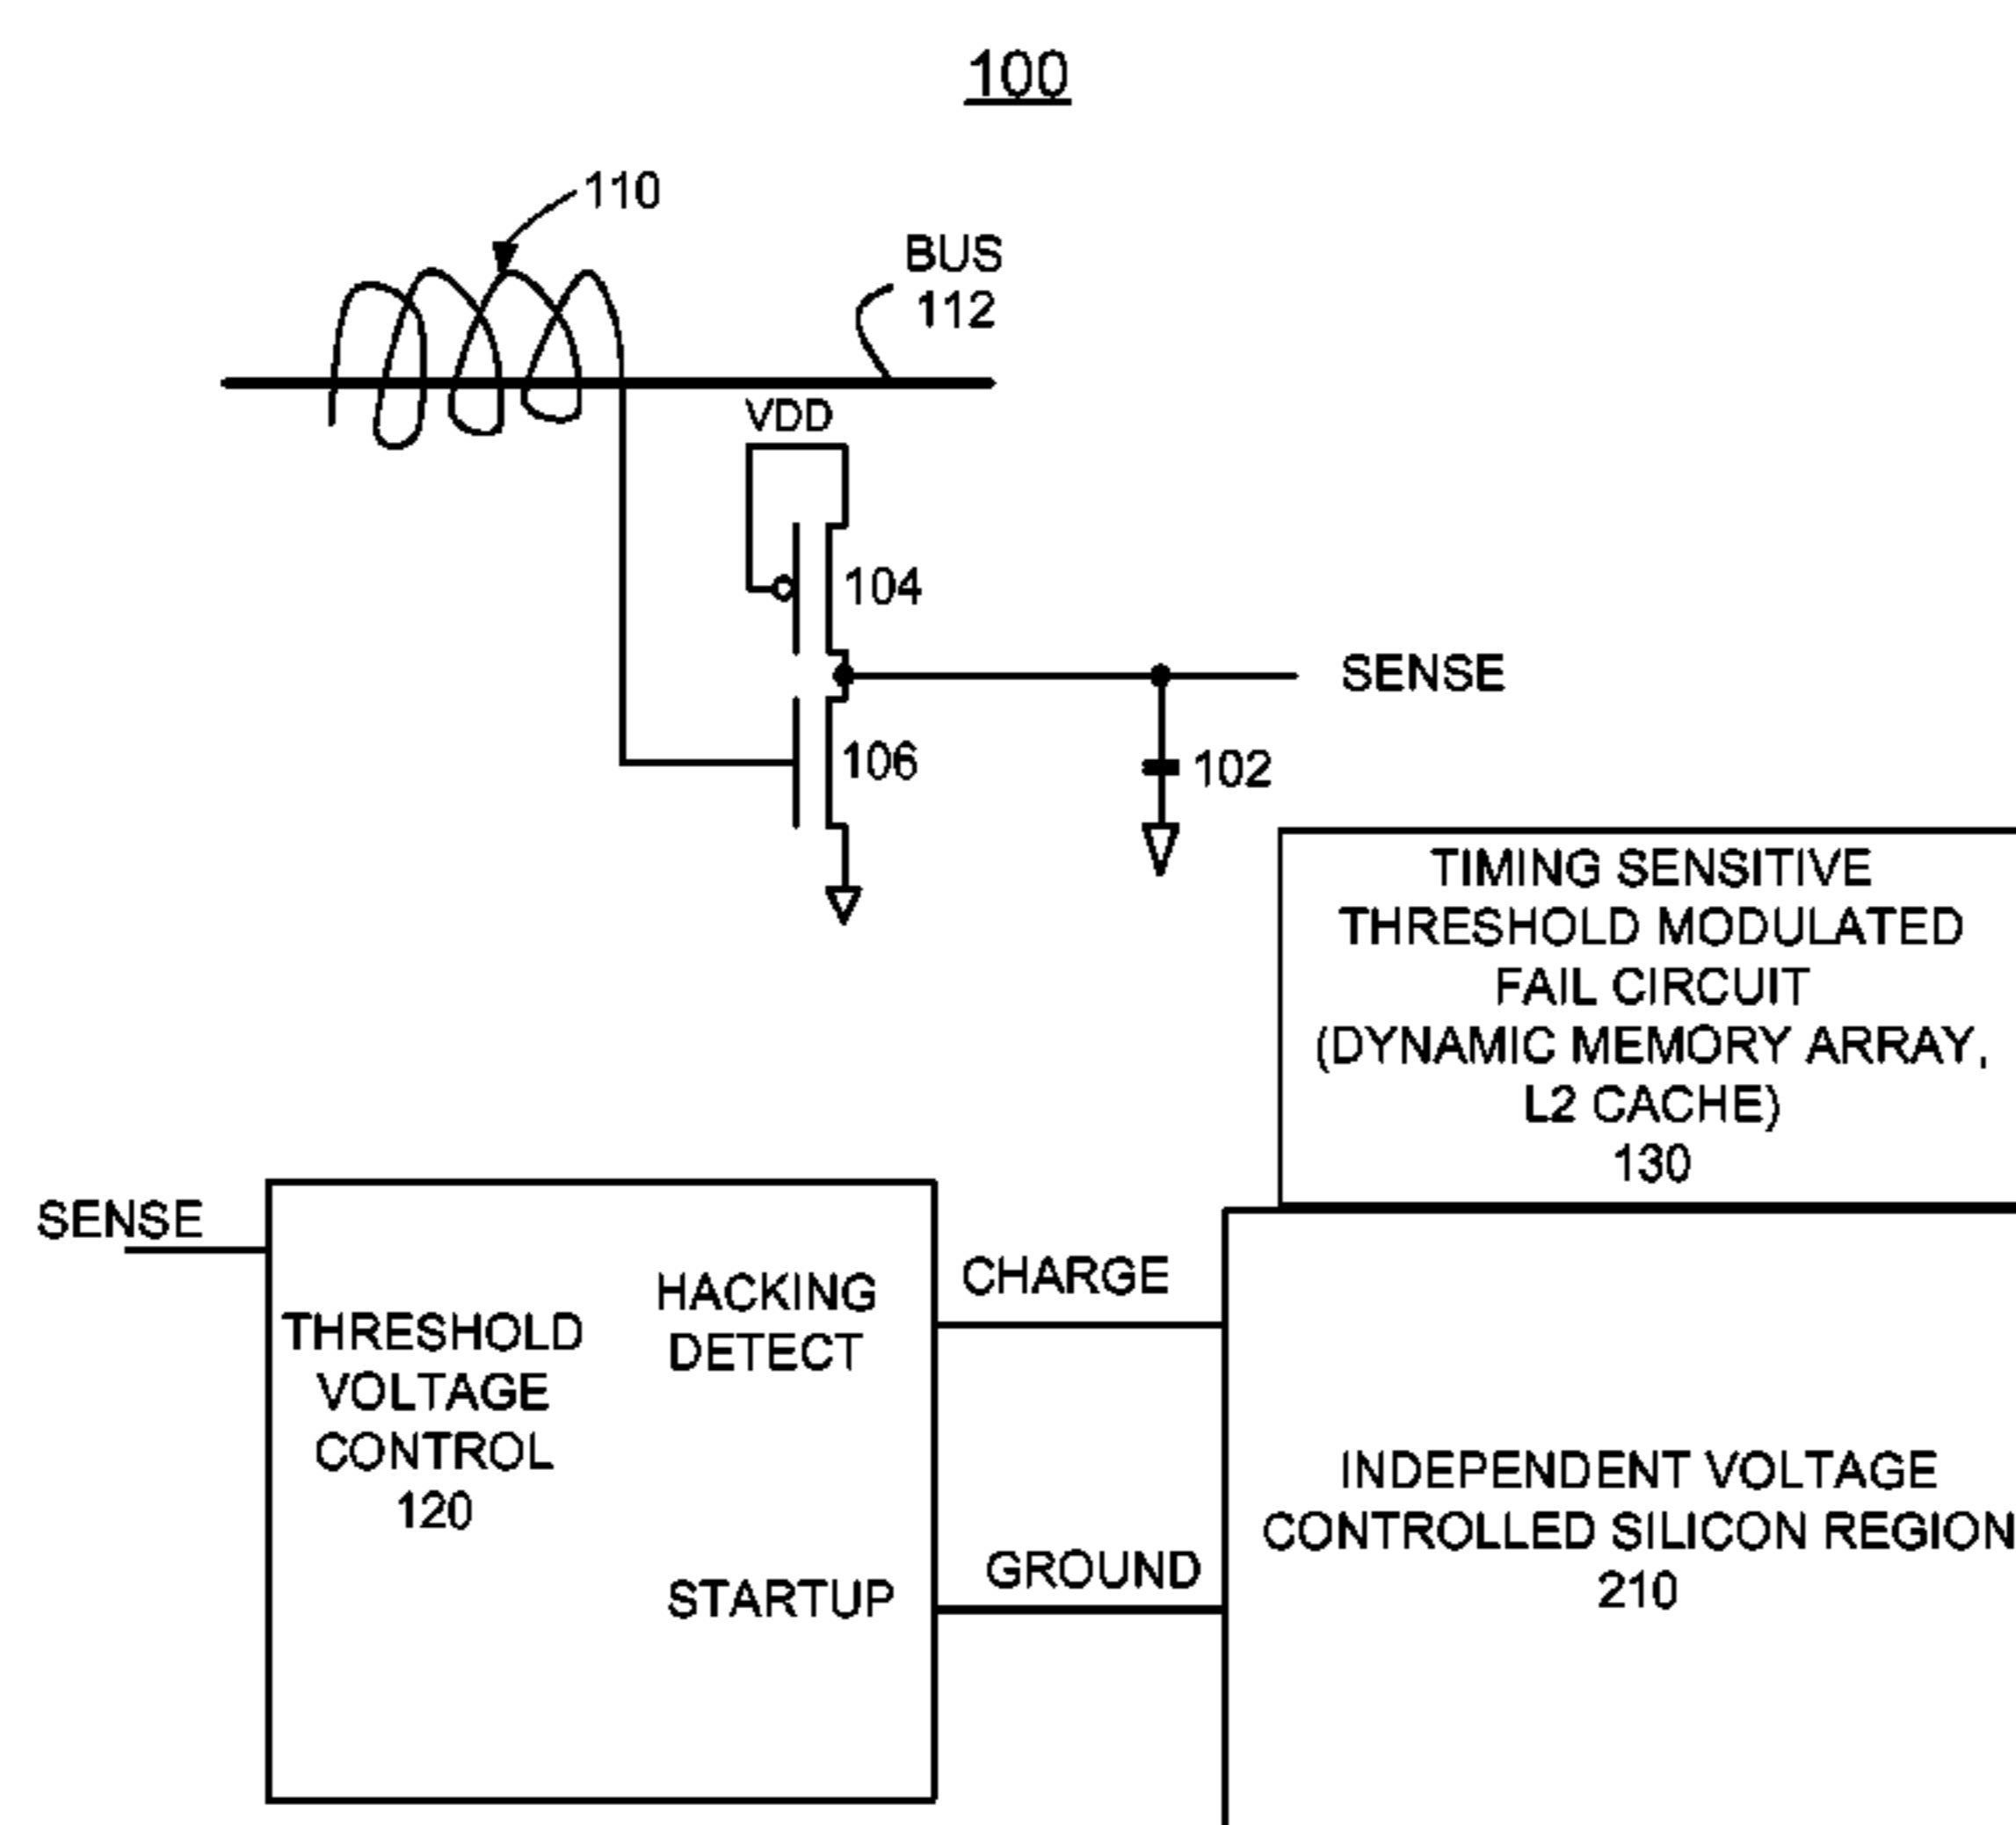 100
110
BUS
112
VDD
104
SENSE
106
102
TIMING SENSITIVE
THRESHOLD MODULATED
FAIL CIRCUIT
(DYNAMIC MEMORY ARRAY,
L2 CACHE)
130
SENSE
THRESHOLD
VOLTAGE
CONTROL
120
HACKING
DETECT
STARTUP
CHARGE
GROUND
INDEPENDENT VOLTAGE
CONTROLLED SILICON REGION
210